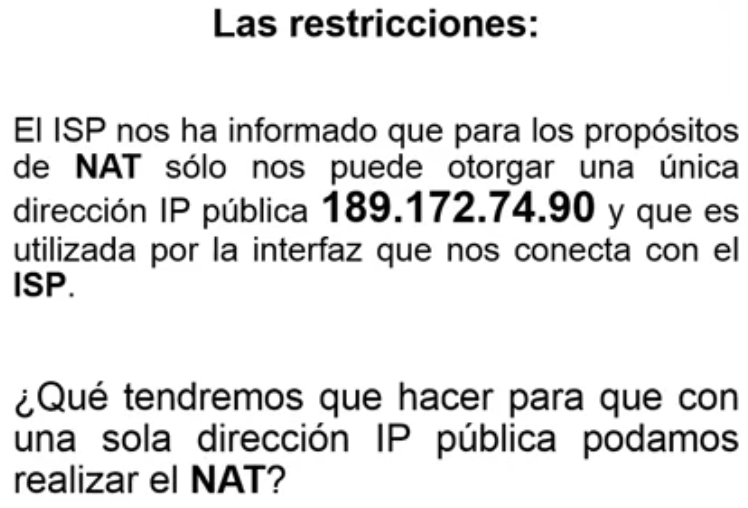 Las restricciones:
El ISP nos ha informado que para los propósitos
de NAT sólo nos puede otorgar una única
dirección IP pública 189.172.74.90 y que es
utilizada por la interfaz que nos conecta con el
ISP.
¿Qué tendremos que hacer para que con
una sola dirección IP pública podamos
realizar el NAT?